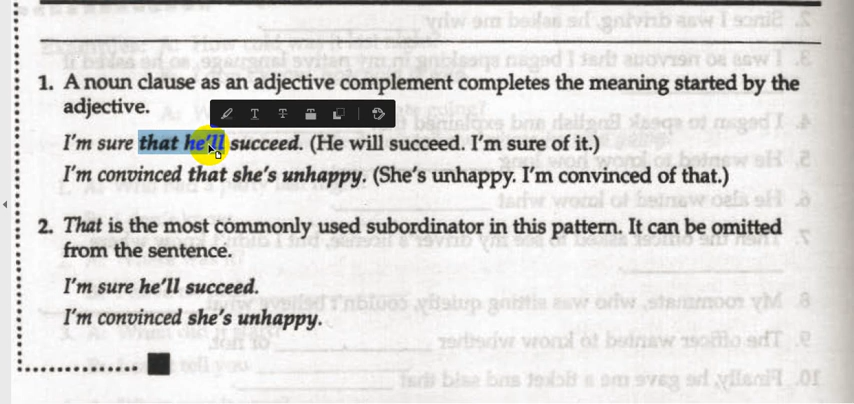 1. A noun clause as an adjective complement completes the meaning started by the
adjective.
I'm sure that he'll succeed. (He will succeed. I'm sure of it.)
I'm convinced that she's unhappy. (She's unhappy. I'm convinced of that.)
2. That is the most commonly used subordinator in this pattern. It can be omitted
from the sentence.
I'm sure he'll succeed.
I'm convinced she's unhappy.